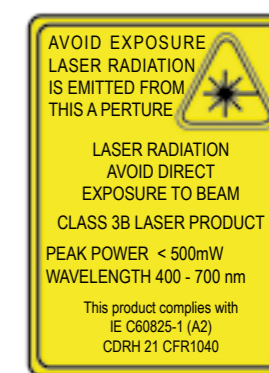 AVOID EXPOSURE
LASER RADIATION
IS EMITTED FROM
THIS A PERTURE
LASER RADIATION
AVOID DIRECT
EXPOSURE TO BEAM
CLASS 3B LASER PRODUCT
PEAK POWER < 500mW
WAVELENGTH 400 - 700 nm
This product complies with
IE C60825-1 (A2)
CDRH 21 CFR1040